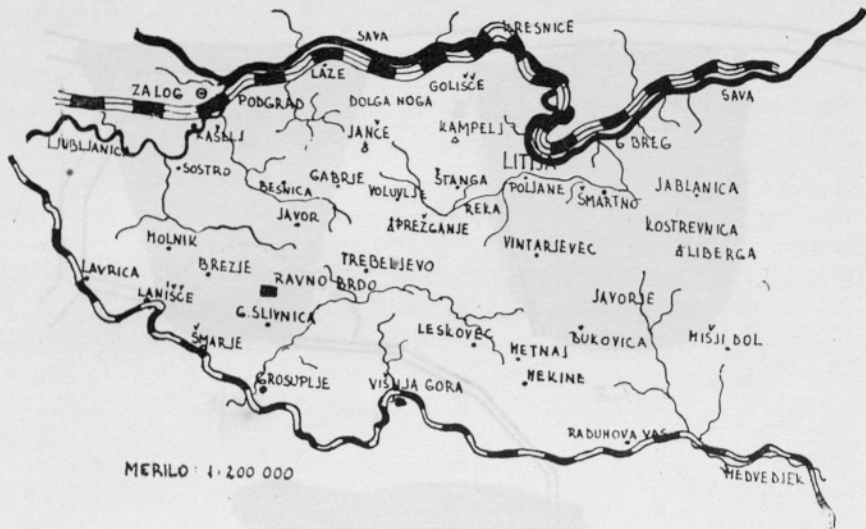 KRESNICE
SAVA
LAZE
GOLIŠČE
ZALOG
PODGRAD
DOLGA NOGA
SAVA
KAŠELJ
JANČE
KAMPELJ
G BREG
LJUBLJANICA
LITIJA
SOSTRO
BESNICA
GABRJE
VOLUVLJE
ŠTANGA
POLJANE
ŠMARTNO
JABLANICA
JAVOR
PREŽGANJE
REKA
KOSTREVNICA
MOLNIK
VINTARJEVEC
LIBERGA
BREZJE
TREBELJEVO
LAVRICA
RAVNO BRDO
LANIŠČE
JAVORJE
G. SLIVNICA
LESKOVEC
BUKOVICA
MIŠJI DOL
ŠMARJE
METNAJ
MEKINE
GROSUPLJE
VIŠNJA GORA
RADUHOVA VAS
MERILO: 1:200 000
MEDVEDJEK